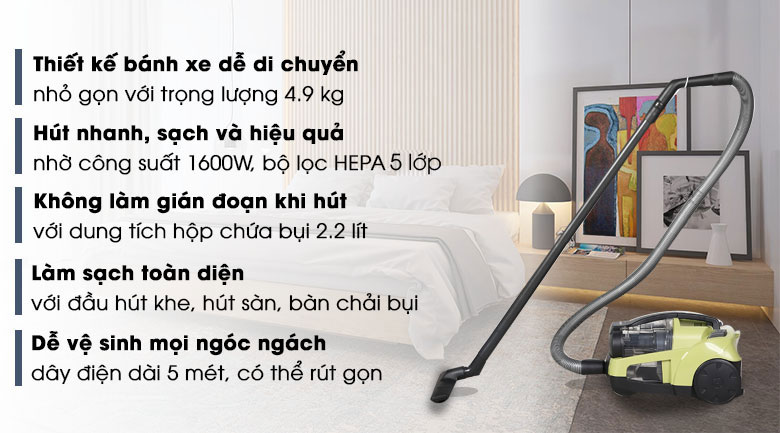 Thiết kế bánh xe dễ di chuyển
nhỏ gọn với trọng lượng 4.9 kg
Hút nhanh, sạch và hiệu quả
nhờ công suất 1600W, bộ lọc HEPA 5 lớp
Không làm gián đoạn khi hút
với dung tích hộp chứa bụi 2.2 lít
Làm sạch toàn diện
với đầu hút khe, hút sàn, bàn chải bụi
Dễ vệ sinh mọi ngóc ngách
dây điện dài 5 mét, có thể rút gọn